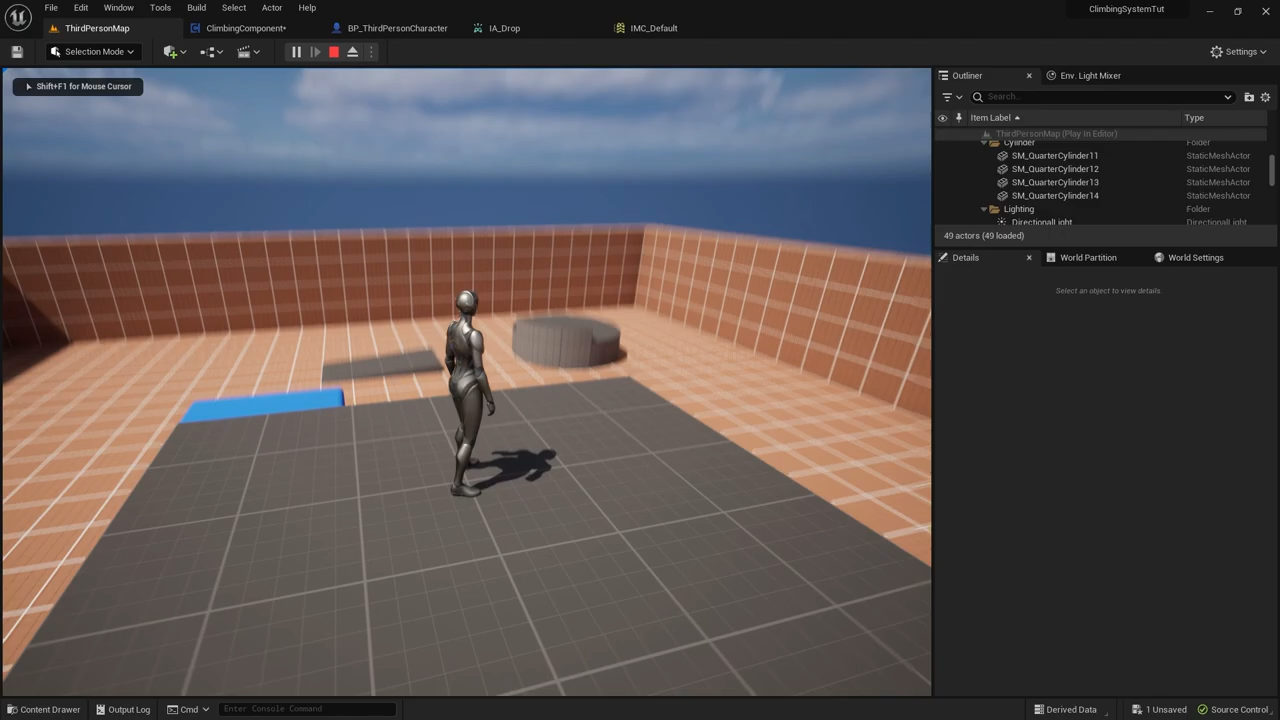 File Edit Window Tools Build Select Actor Help
ClimbingSystemTut
ThirdPersonMap ClimbingComponent* BP_ThirdPersonCharacter IA_Drop IMC_Default
Selection Mode
Settings
Shift+F1 for Mouse Cursor
Outliner Env. Light Mixer
Search...
Item Label Type
ThirdPersonMap (Play In Editor)
Cylinder Folder
SM_QuarterCylinder11 StaticMeshActor
SM_QuarterCylinder12 StaticMeshActor
SM_QuarterCylinder13 StaticMeshActor
SM_QuarterCylinder14 StaticMeshActor
Lighting Folder
DirectionalLight DirectionalLight
49 actors (49 loaded)
Details World Partition World Settings
Select an object to view details.
Content Drawer Output Log Cmd Enter Console Command Derived Data 1 Unsaved Source Control